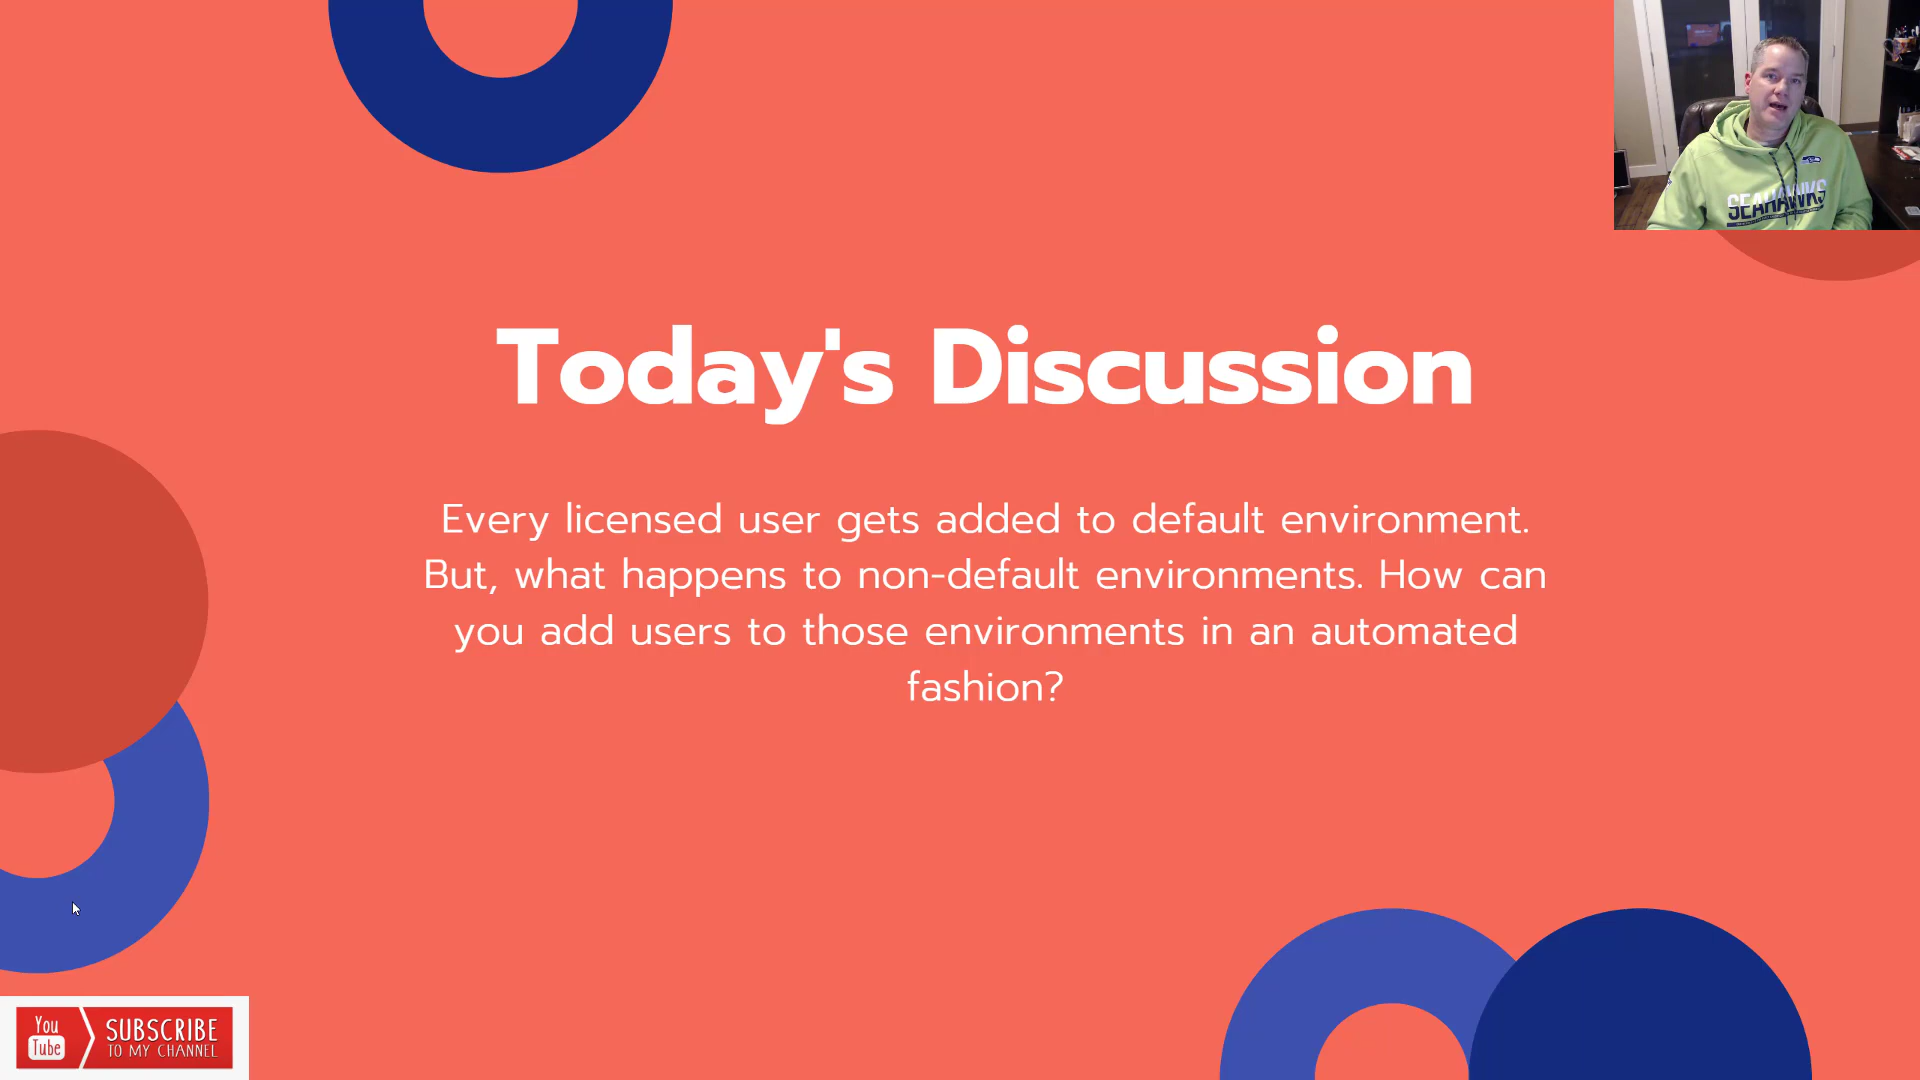 SEAHAWKS
Today's Discussion
Every licensed user gets added to default environment.
But, what happens to non-default environments. How can
you add users to those environments in an automated
fashion?
You
Tube
SUBSCRIBE
TO MY CHANNEL